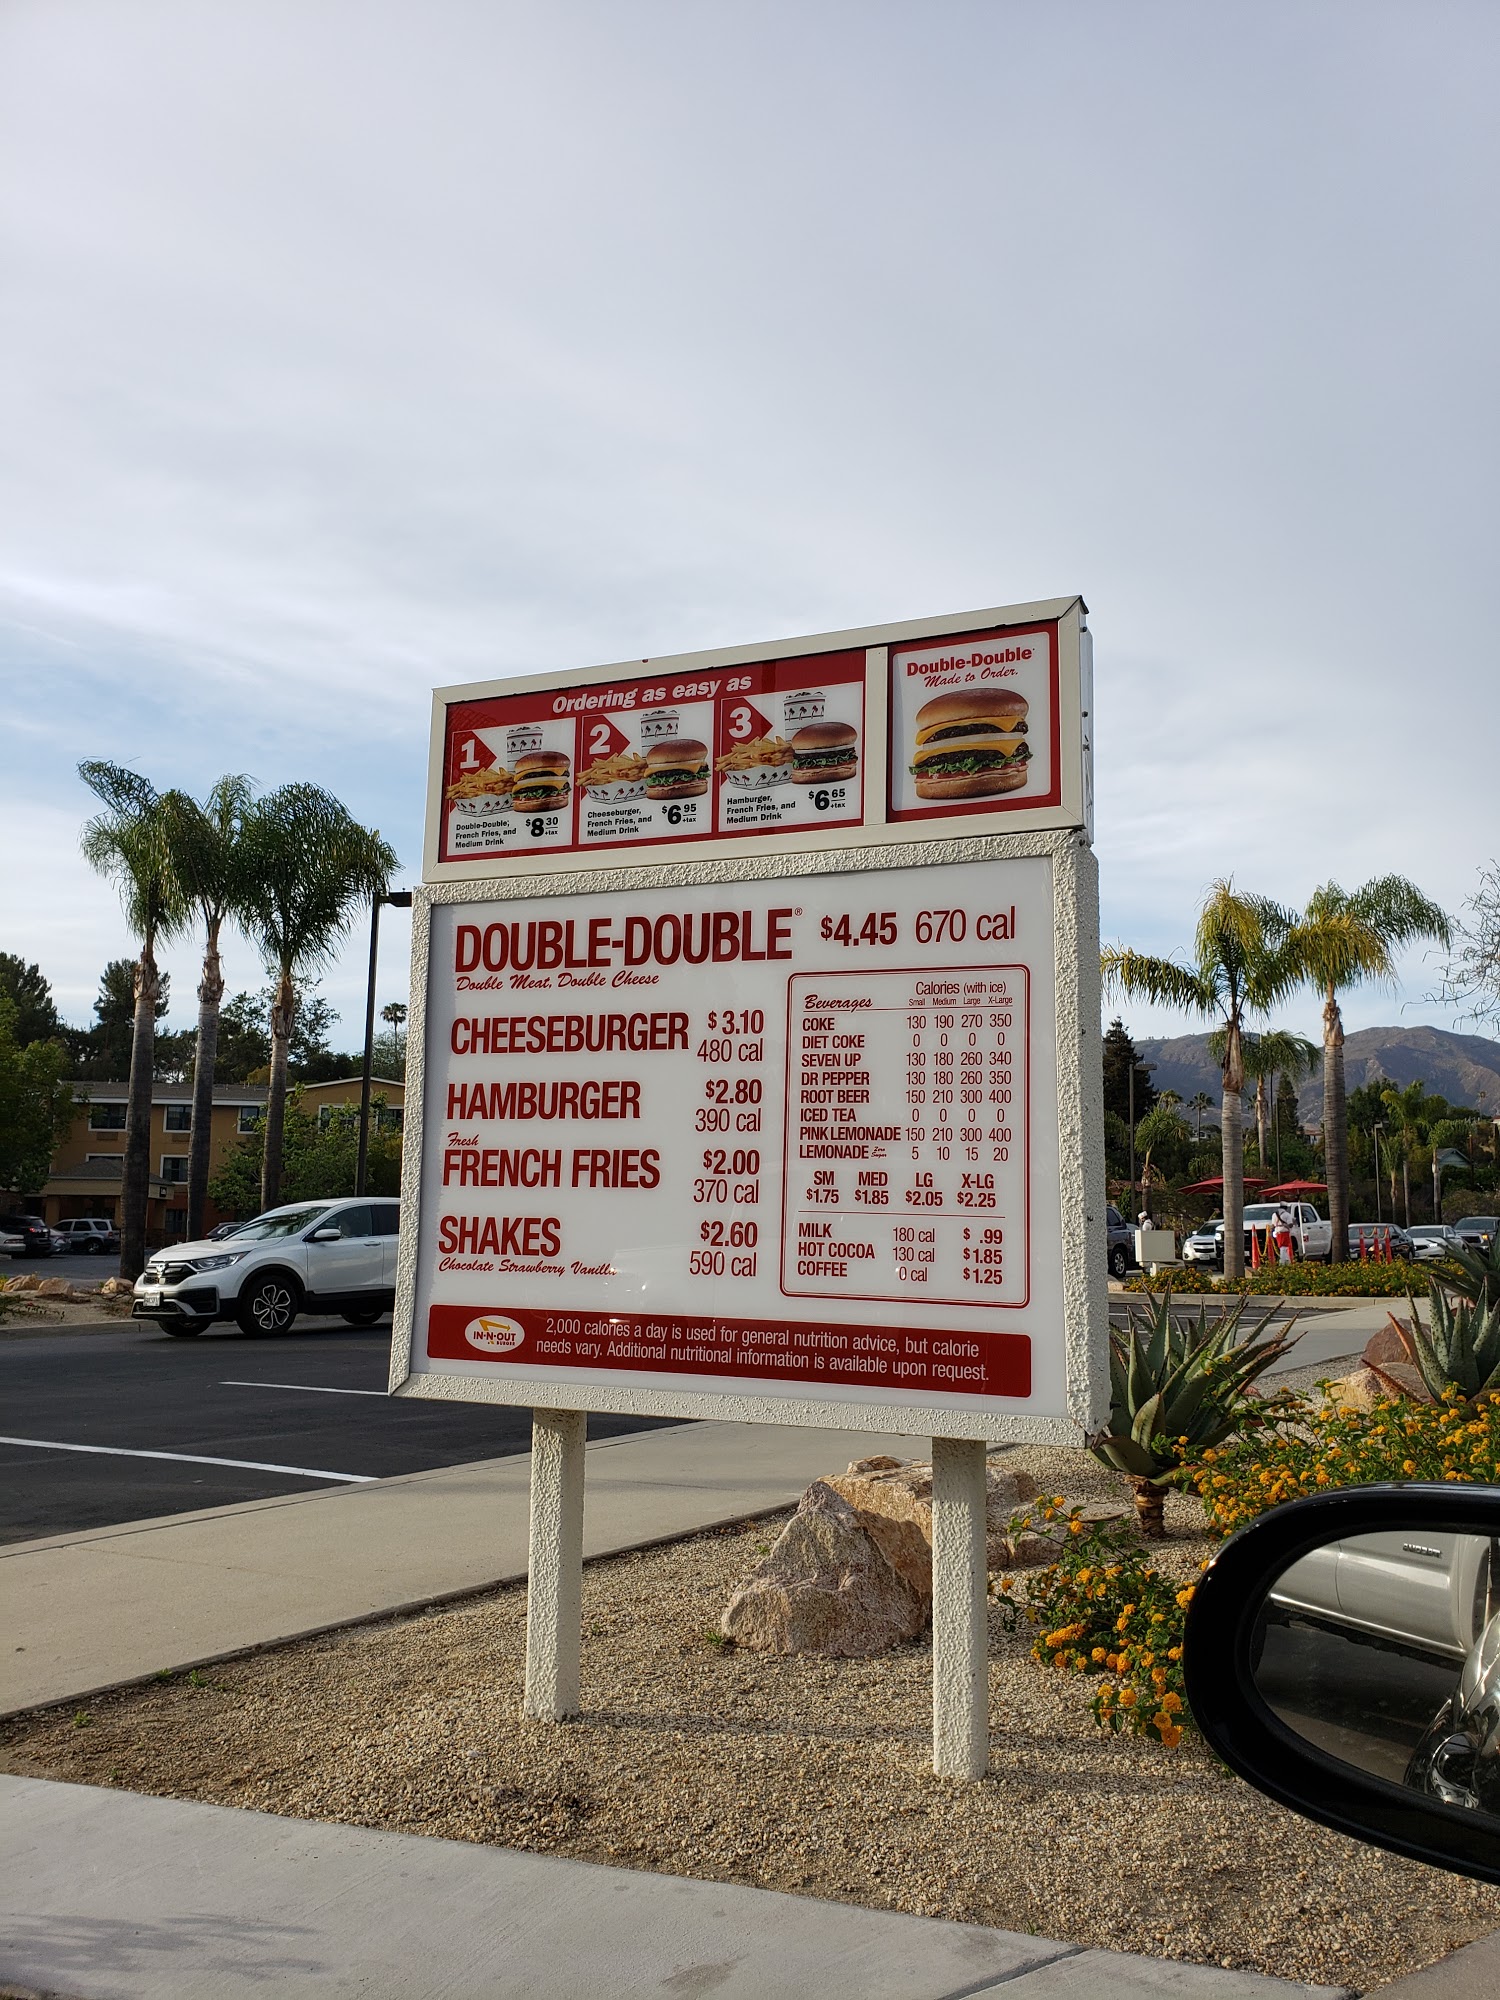 Ordering as easy as
1
Double-Double,
French Fries, and
Medium Drink
$8 30
+tax
2
Cheeseburger,
French Fries, and
Medium Drink
$6 95
+tax
3
Hamburger,
French Fries, and
Medium Drink
$6 65
+tax
Double-Double
Made to Order.
DOUBLE-DOUBLE® $4.45 670 cal
Double Meat, Double Cheese
CHEESEBURGER $3.10
480 cal
HAMBURGER $2.80
390 cal
Fresh
FRENCH FRIES $2.00
370 cal
SHAKES $2.60
590 cal
Chocolate Strawberry Vanilla
Calories (with ice)
Beverages Small Medium Large X-Large
COKE 130 190 270 350
DIET COKE 0 0 0 0
SEVEN UP 130 180 260 340
DR PEPPER 130 180 260 350
ROOT BEER 150 210 300 400
ICED TEA 0 0 0 0
PINK LEMONADE 150 210 300 400
LEMONADE 5 10 15 20
SM MED LG X-LG
$1.75 $1.85 $2.05 $2.25
MILK 180 cal $ .99
HOT COCOA 130 cal $1.85
COFFEE 0 cal $1.25
IN-N-OUT
BURGER
2,000 calories a day is used for general nutrition advice, but calorie
needs vary. Additional nutritional information is available upon request.